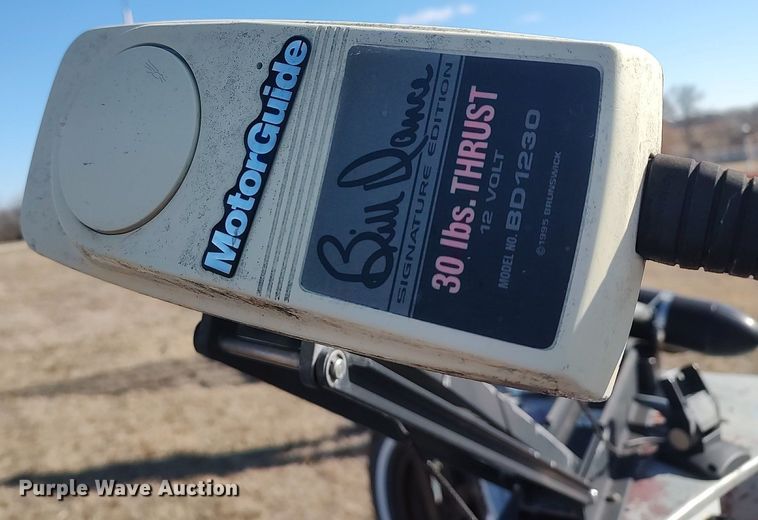 MotorGuide
Bill Dance
SIGNATURE EDITION
30 lbs. THRUST
12 VOLT
MODEL NO. BD1230
©1995 BRUNSWICK
Purple Wave Auction